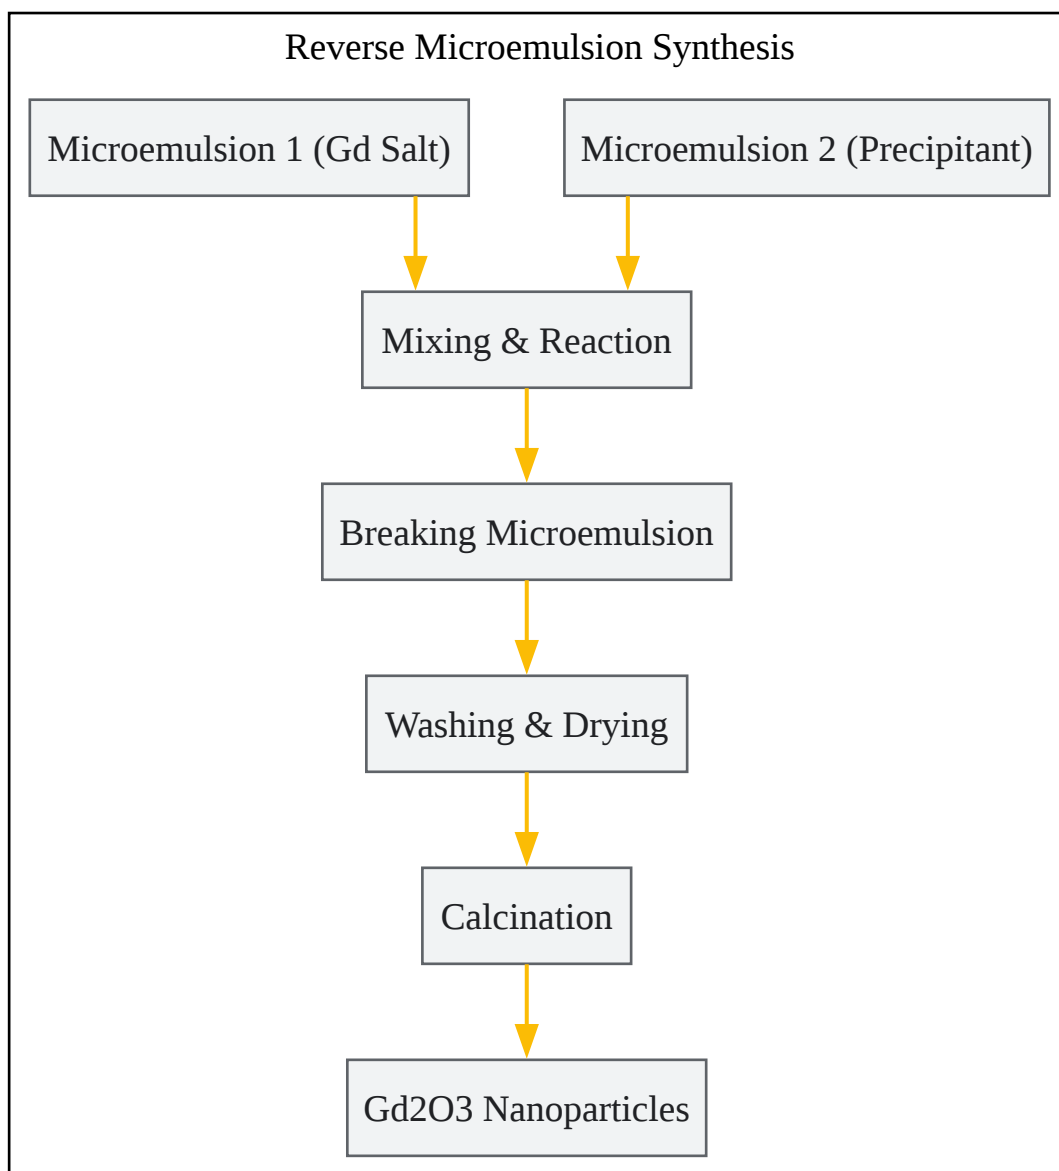 Reverse Microemulsion Synthesis
Microemulsion 1 (Gd Salt)
Microemulsion 2 (Precipitant)
Mixing & Reaction
Breaking Microemulsion
Washing & Drying
Calcination
Gd2O3 Nanoparticles